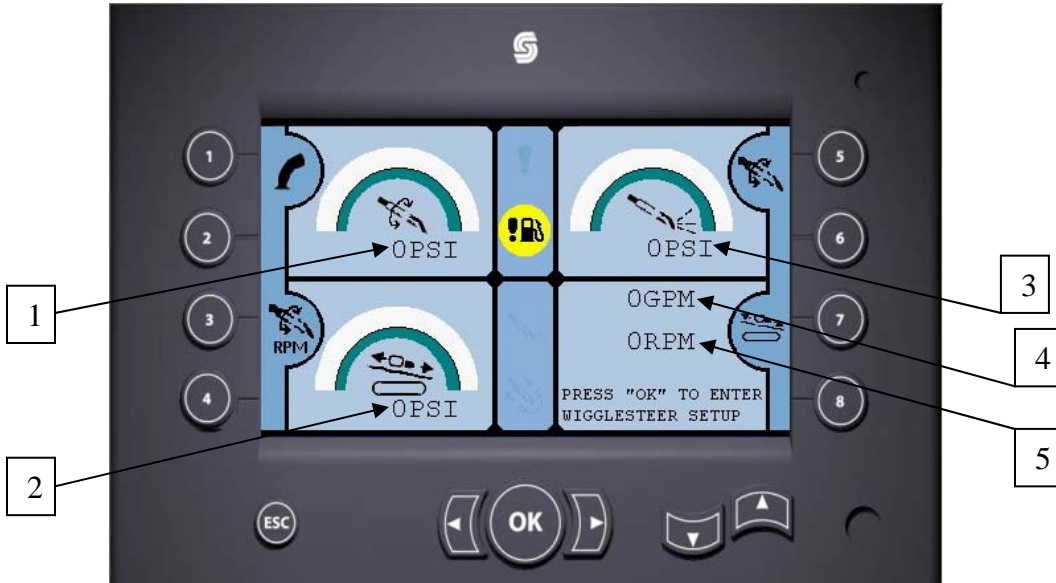 1
5
2
0PSI
0PSI
6
1
3
3
RPM
0GPM
7
0RPM
4
4
0PSI
PRESS "OK" TO ENTER
WIGGLESTEER SETUP
8
5
2
ESC
OK